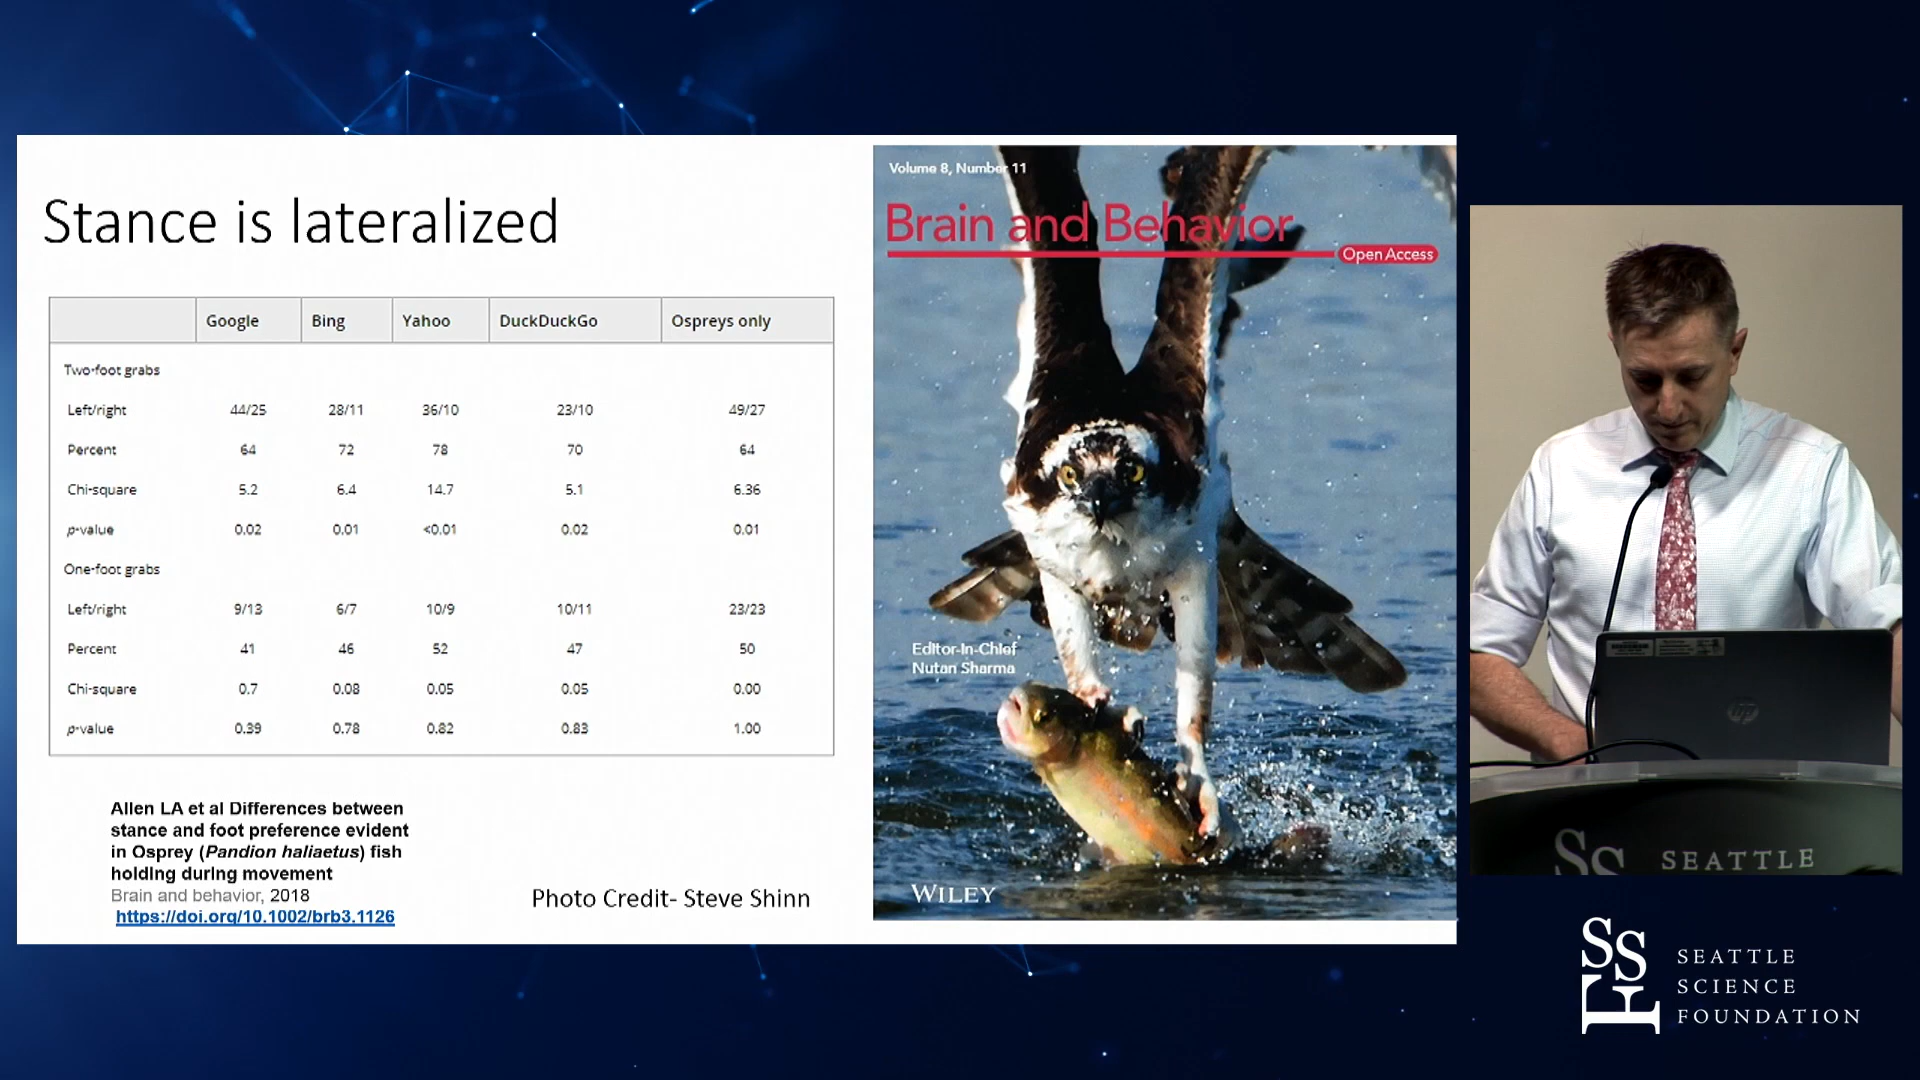 Stance is lateralized
Google Bing Yahoo DuckDuckGo Ospreys only
Two-foot grabs
Left/right 44/25 28/11 36/10 23/10 49/27
Percent 64 72 78 70 64
Chi-square 5.2 6.4 14.7 5.1 6.36
p-value 0.02 0.01 <0.01 0.02 0.01
One-foot grabs
Left/right 9/13 6/7 10/9 10/11 23/23
Percent 41 46 52 47 50
Chi-square 0.7 0.08 0.05 0.05 0.00
p-value 0.39 0.78 0.82 0.83 1.00
Allen LA et al Differences between
stance and foot preference evident
in Osprey (Pandion haliaetus) fish
holding during movement
Brain and behavior, 2018
https://doi.org/10.1002/brb3.1126
Photo Credit- Steve Shinn
Volume 8, Number 11
Brain and Behavior
Open Access
Editor-in-Chief
Nutan Sharma
WILEY
hp
SS SEATTLE
SSF
SEATTLE
SCIENCE
FOUNDATION